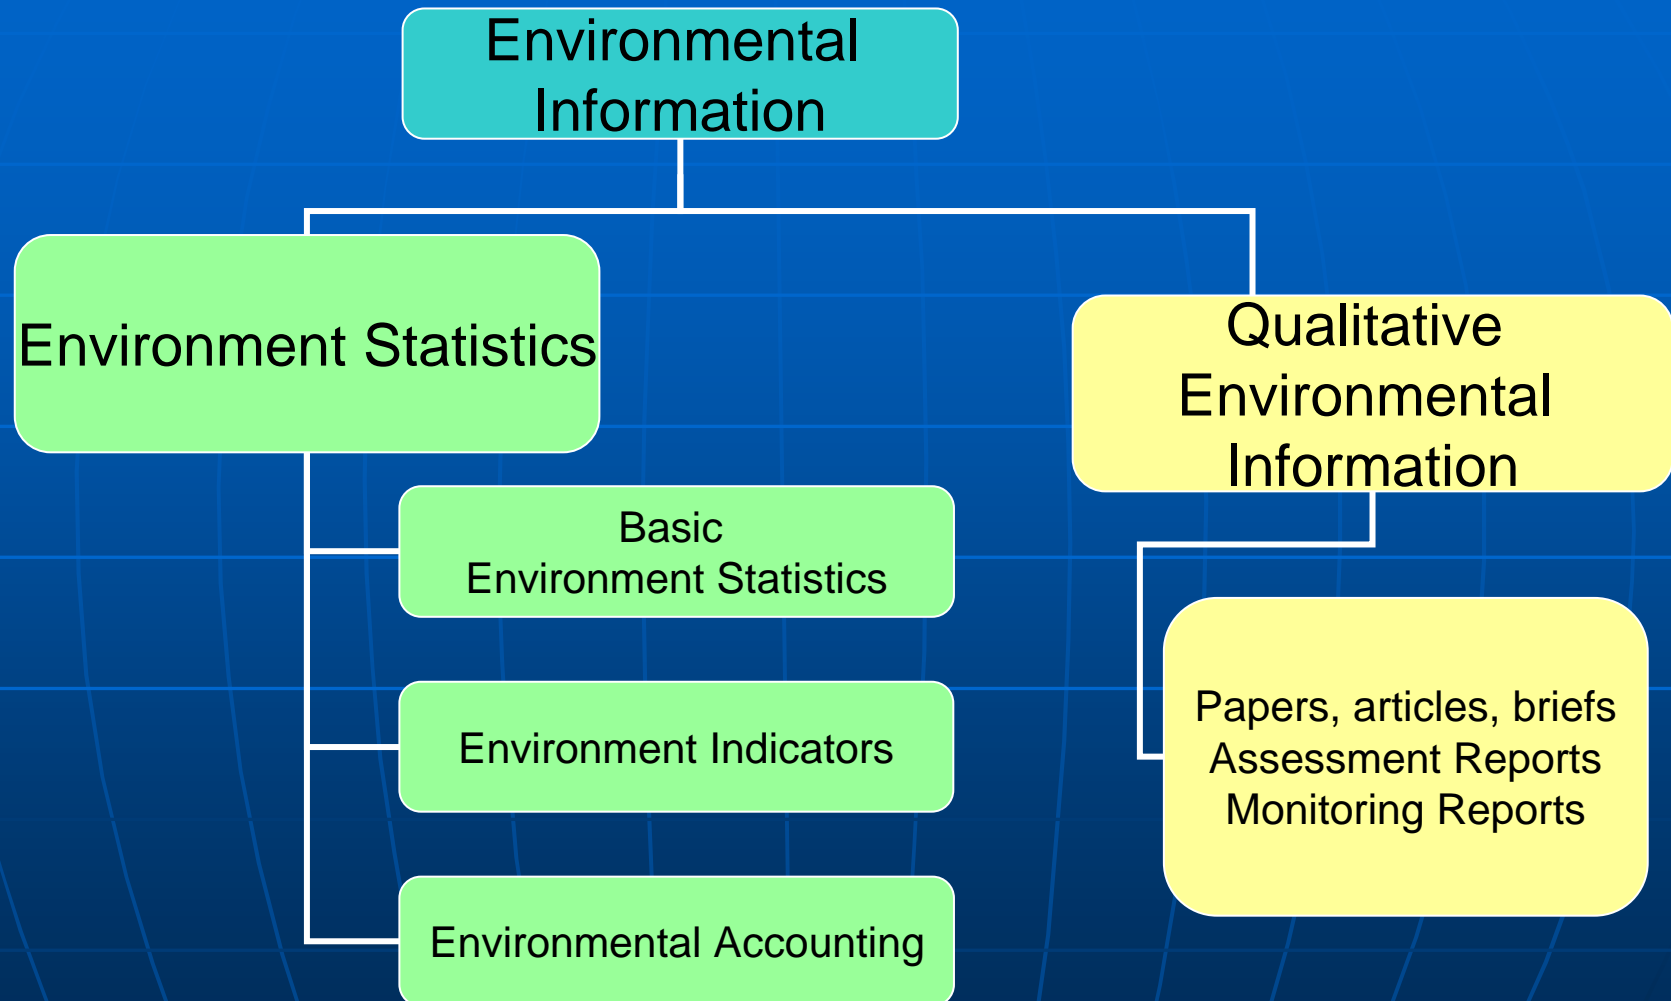 Environmental
Information
Environment Statistics
Qualitative
Environmental
Information
Basic
Environment Statistics
Environment Indicators
Environmental Accounting
Papers, articles, briefs
Assessment Reports
Monitoring Reports